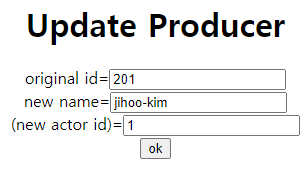 Update Producer
original id=201
new name=jihoo-kim
(new actor id)=1
ok